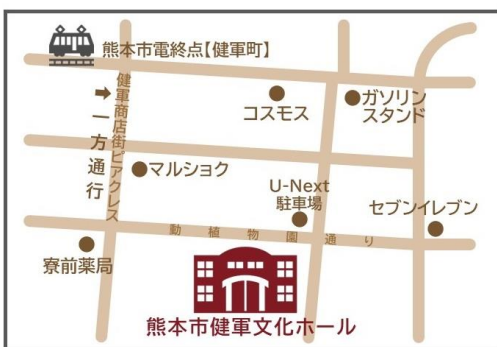 熊本市電終点【健軍町】
健軍商店街ピアクレス
➡一方通行
コスモス
ガソリン
スタンド
マルショク
U-Next
駐車場
セブンイレブン
動植物園通り
寮前薬局
熊本市健軍文化ホール